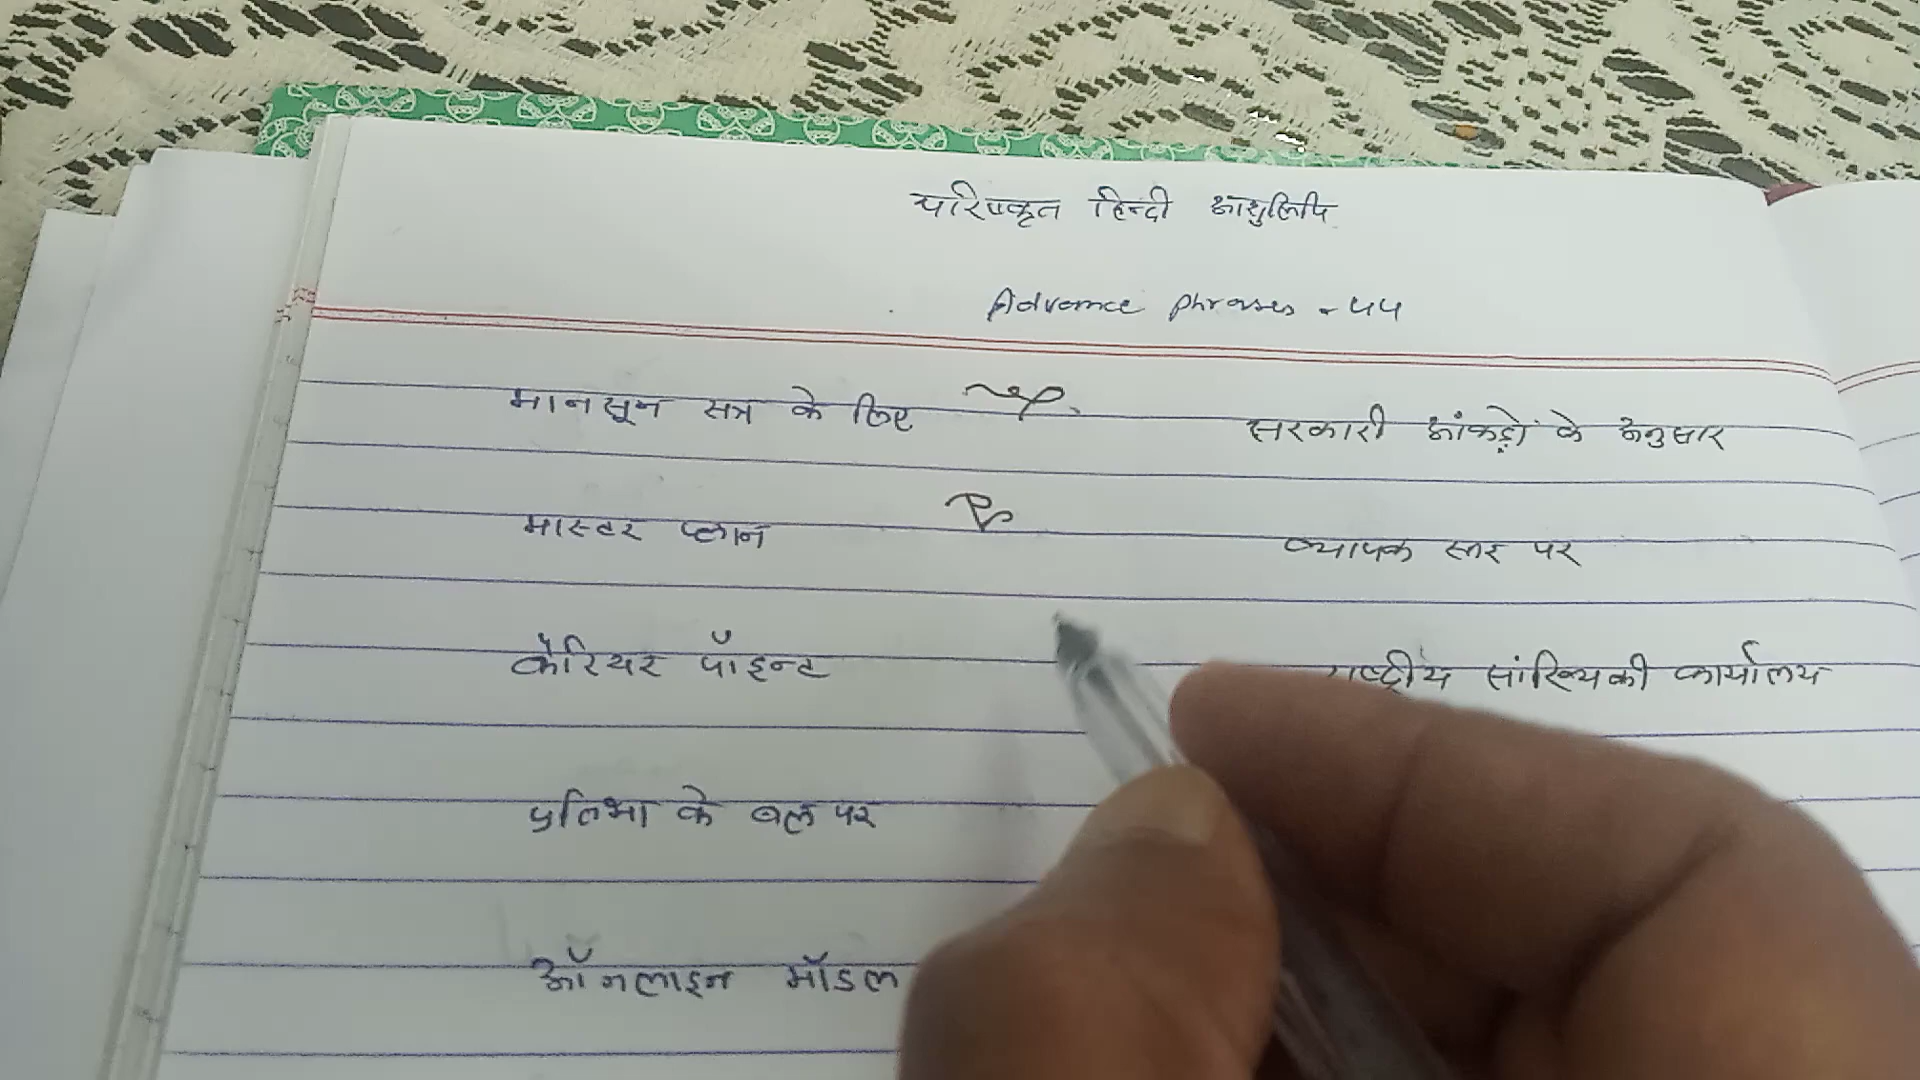 परिष्कृत हिन्दी आशुलिपि
Advance phrases - 44
मानसून सत्र के लिए सरकारी आंकड़ों के अनुसार
मास्टर प्लान व्यापक स्तर पर
कैरियर पॉइन्ट राष्ट्रीय सांख्यिकी कार्यालय
प्रतिभा के बल पर
ऑनलाइन मॉडल